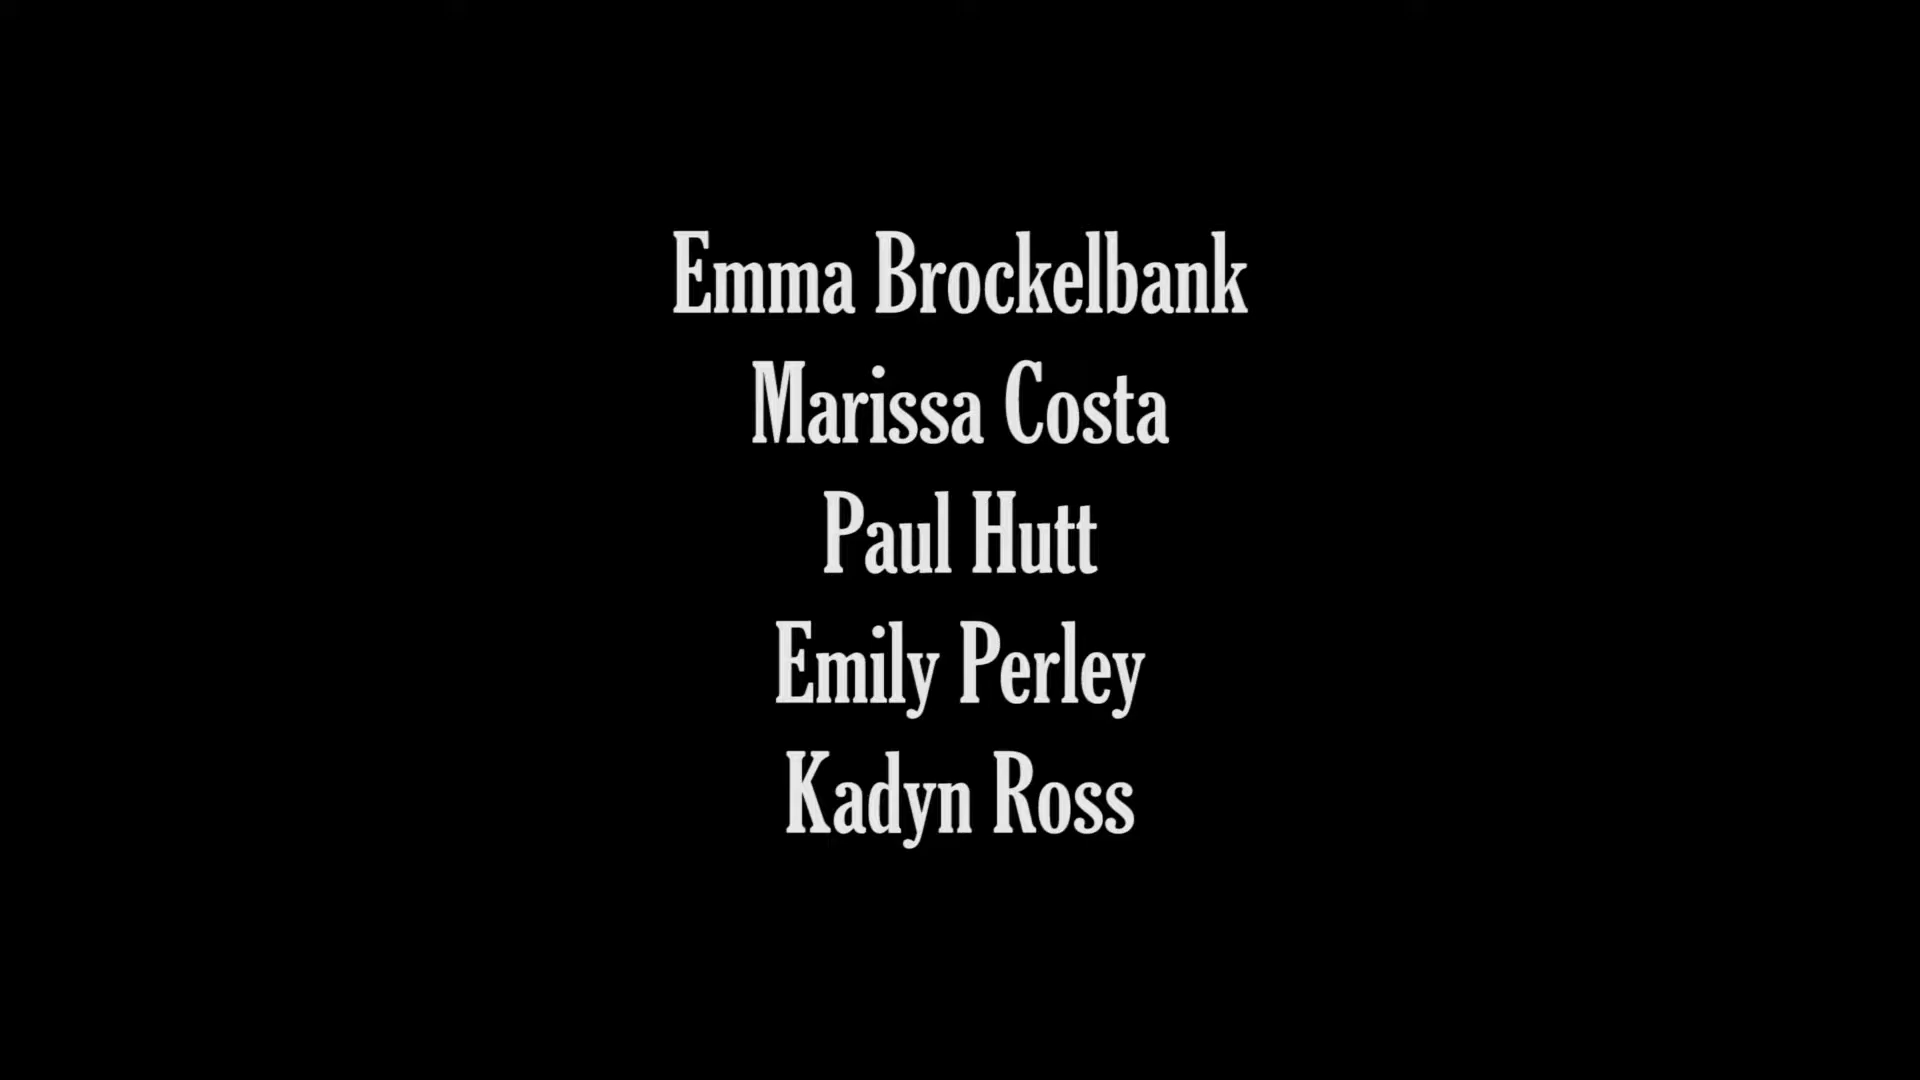 Emma Brockelbank
Marissa Costa
Paul Hutt
Emily Perley
Kadyn Ross